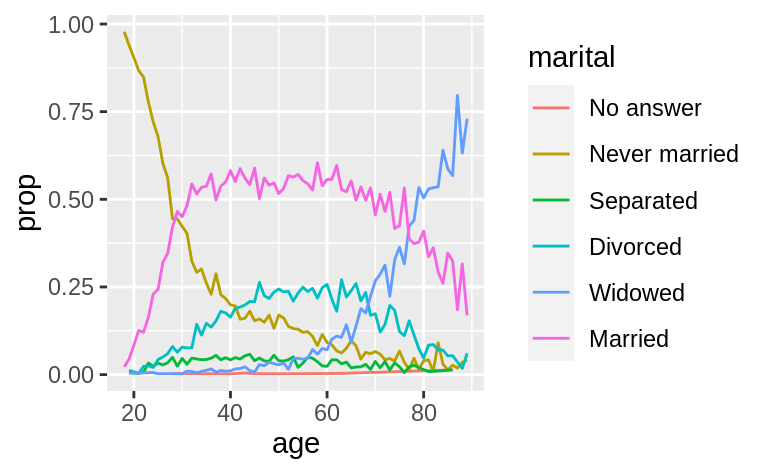 1.00
0.75
0.50
0.25
0.00
prop
20 40 60 80
age
marital
No answer
Never married
Separated
Divorced
Widowed
Married